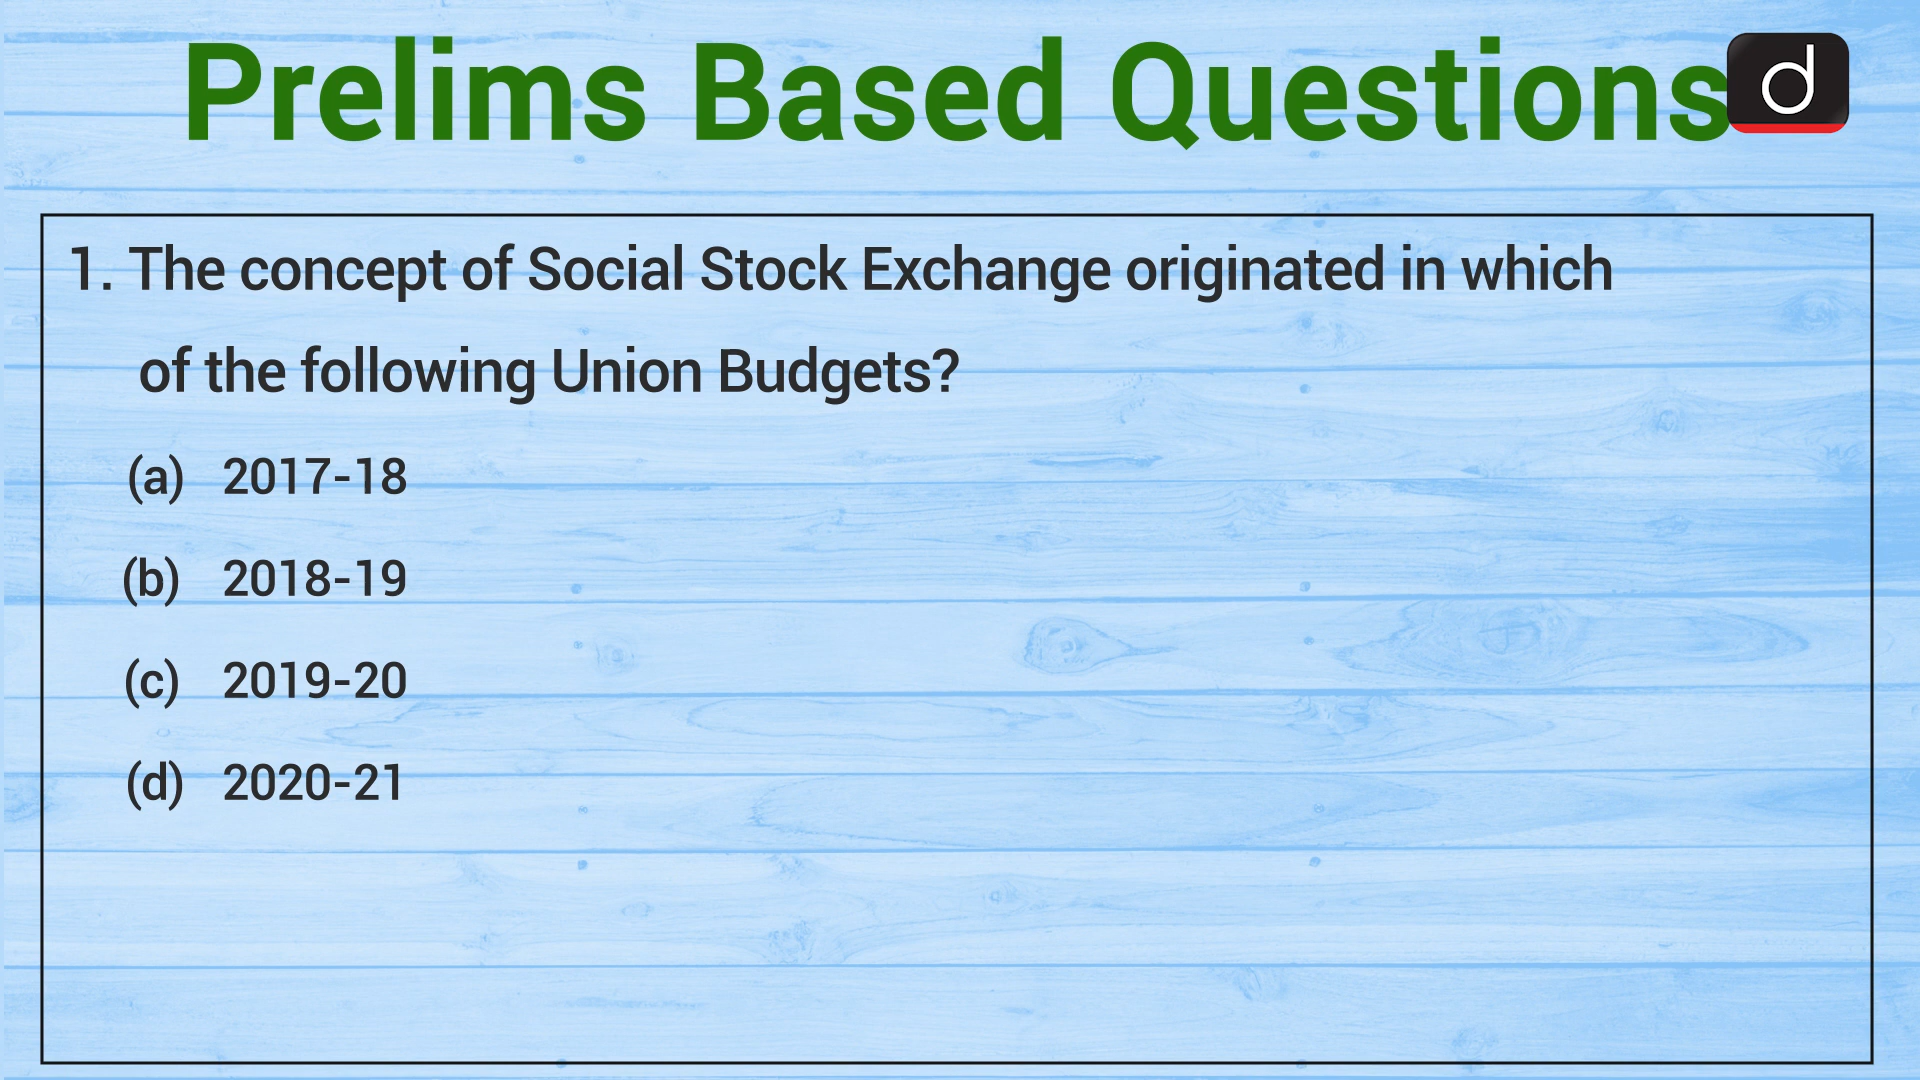 Prelims Based Questions
d
1. The concept of Social Stock Exchange originated in which
of the following Union Budgets?
(a) 2017-18
(b) 2018-19
(c) 2019-20
(d) 2020-21